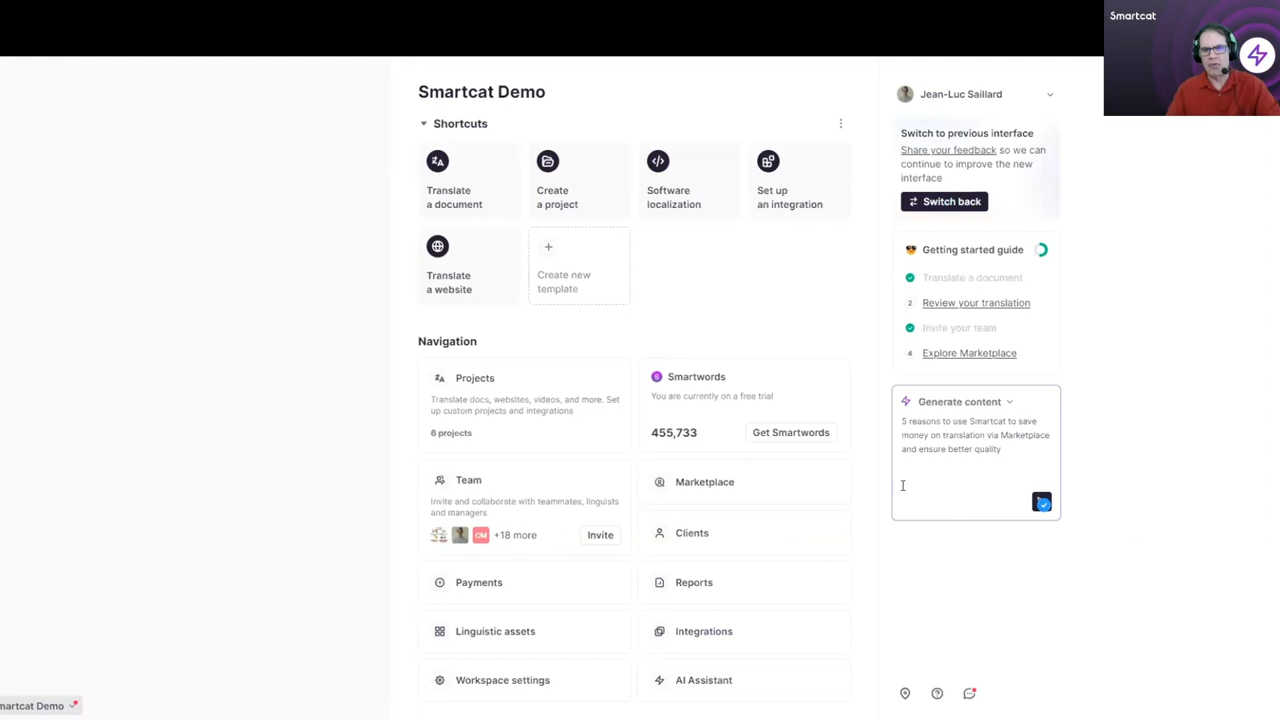 Smartcat
Smartcat Demo
Shortcuts
Translate
a document
Create
a project
Software
localization
Set up
an integration
Translate
a website
Create new
template
Navigation
Projects
Translate docs, websites, videos, and more. Set
up custom projects and integrations
6 projects
Smartwords
You are currently on a free trial
455,733
Get Smartwords
Team
Invite and collaborate with teammates, linguists
and managers
CM
+18 more
Invite
Marketplace
Clients
Payments
Reports
Linguistic assets
Integrations
Workspace settings
AI Assistant
Jean-Luc Saillard
Switch to previous interface
Share your feedback so we can
continue to improve the new
interface
Switch back
Getting started guide
Translate a document
2 Review your translation
Invite your team
4 Explore Marketplace
Generate content
5 reasons to use Smartcat to save
money on translation via Marketplace
and ensure better quality
martcat Demo